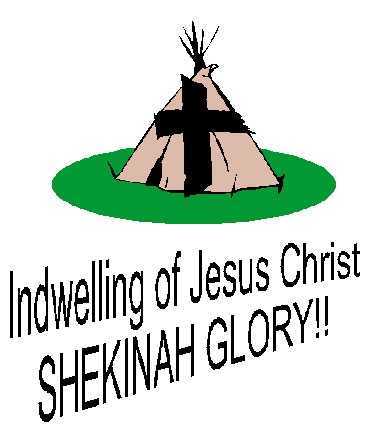 Indwelling of Jesus Christ
SHEKINAH GLORY!!